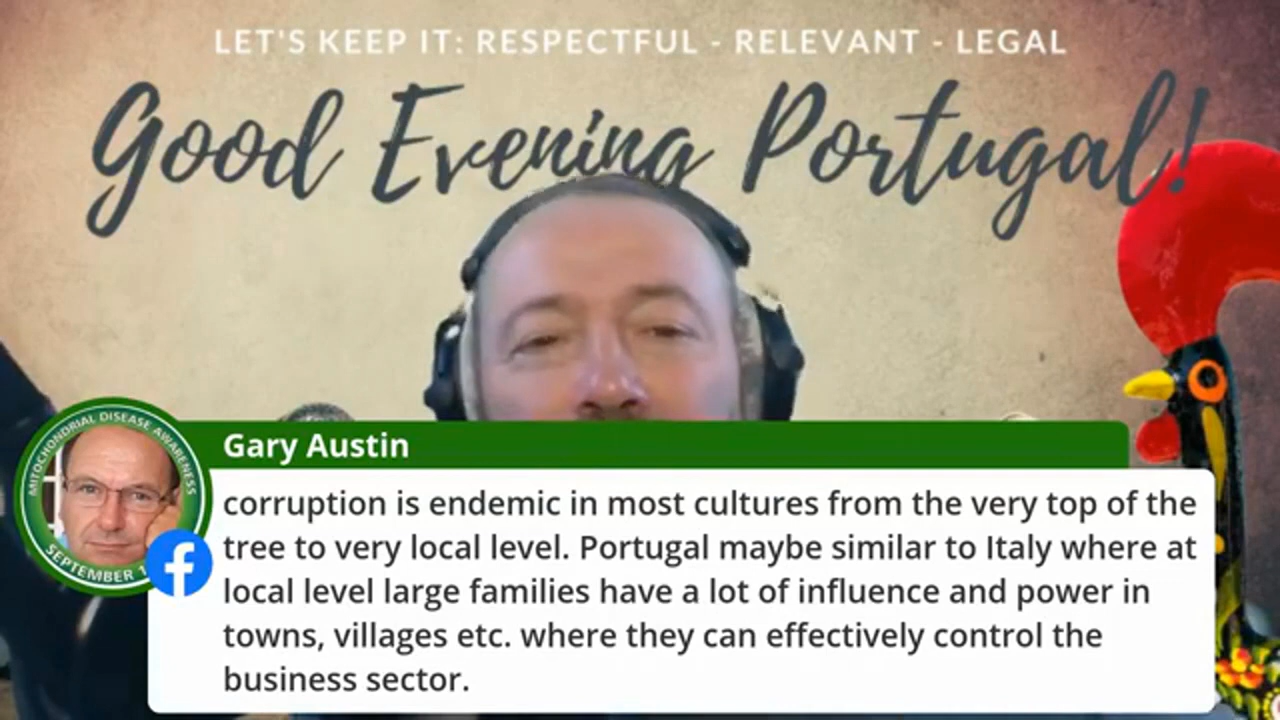 LET'S KEEP IT: RESPECTFUL - RELEVANT - LEGAL
Good Evening Portugal!
MITOCHONDRIAL DISEASE AWARENESS
SEPTEMBER
Gary Austin
corruption is endemic in most cultures from the very top of the
tree to very local level. Portugal maybe similar to Italy where at
local level large families have a lot of influence and power in
towns, villages etc. where they can effectively control the
business sector.